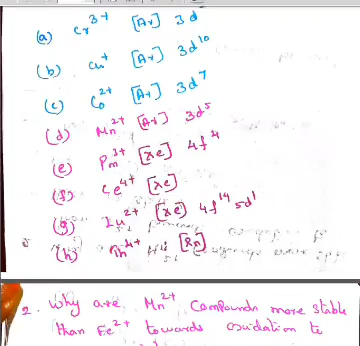 (a) Cr³⁺ [Ar] 3d
(b) Cu⁺ [Ar] 3d¹⁰
(c) Co²⁺ [Ar] 3d⁷
(d) Mn²⁺ [Ar] 3d⁵
(e) Pm³⁺ [Xe] 4f⁴
(f) Ce⁴⁺ [Xe]
(g) Lu²⁺ [Xe] 4f¹⁴ 5d¹
(h) Th⁴⁺ [Rn]
2. Why are Mn²⁺ Compounds more stable
than Fe²⁺ towards oxidation to